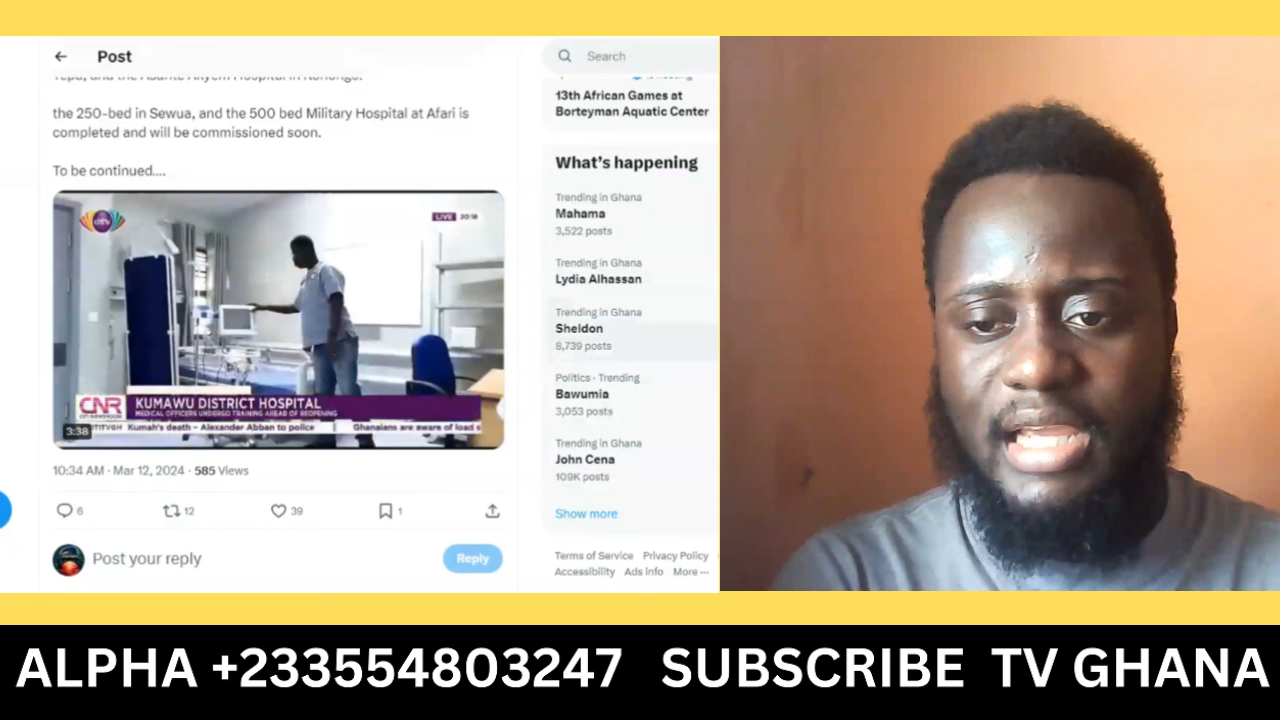 Post
Search
the 250-bed in Sewua, and the 500 bed Military Hospital at Afari is
completed and will be commissioned soon.
To be continued....
LIVE 20:18
CNR
KUMAWU DISTRICT HOSPITAL
MEDICAL OFFICERS UNDERGO TRAINING AHEAD OF REOPENING
3:38
Kumah's death – Alexander Abban to police | Ghanaians are aware of load s
10:34 AM · Mar 12, 2024 · 585 Views
6 12 39 1
Post your reply
Reply
13th African Games at
Borteyman Aquatic Center
What's happening
Trending in Ghana
Mahama
3,522 posts
Trending in Ghana
Lydia Alhassan
Trending in Ghana
Sheldon
8,739 posts
Politics · Trending
Bawumia
3,053 posts
Trending in Ghana
John Cena
109K posts
Show more
Terms of Service Privacy Policy
Accessibility Ads info More ···
ALPHA +233554803247 SUBSCRIBE TV GHANA